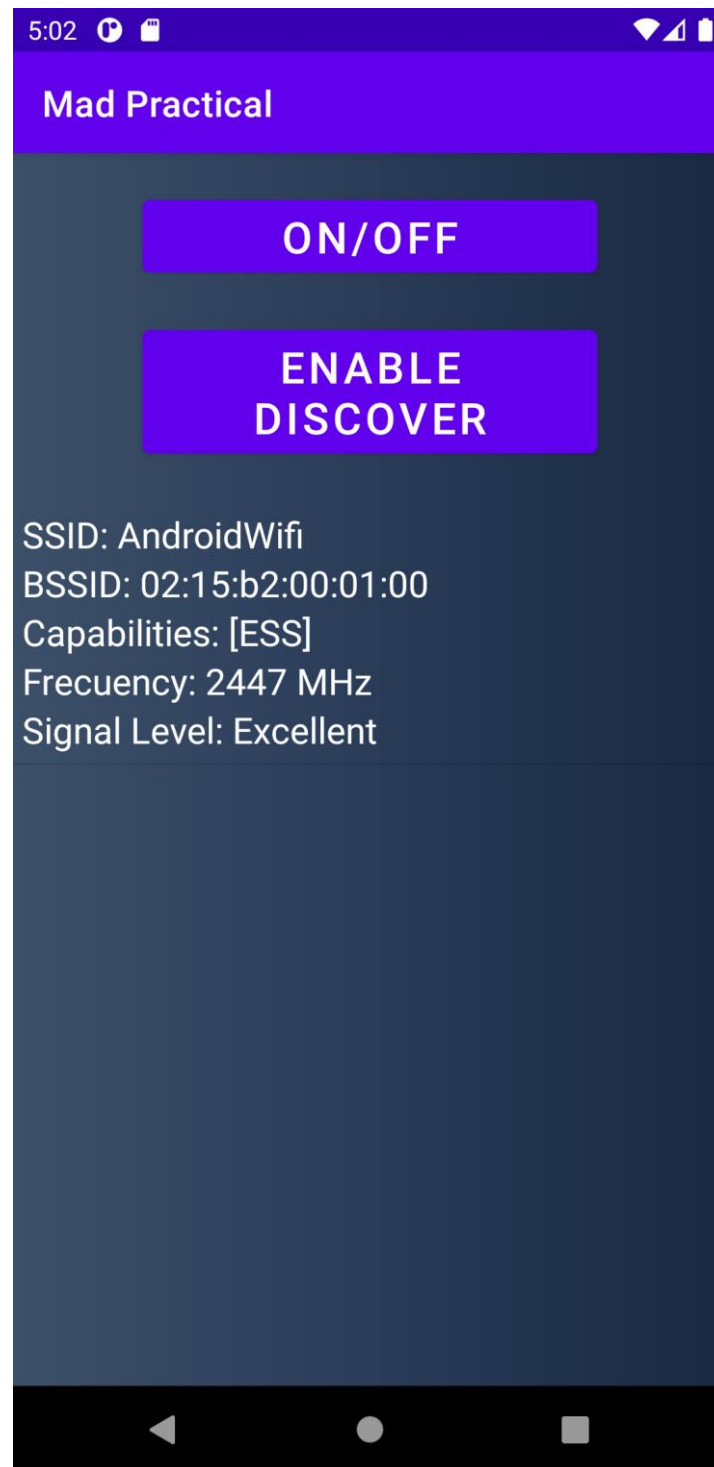 5:02
Mad Practical
ON/OFF
ENABLE
DISCOVER
SSID: AndroidWifi
BSSID: 02:15:b2:00:01:00
Capabilities: [ESS]
Frecuency: 2447 MHz
Signal Level: Excellent